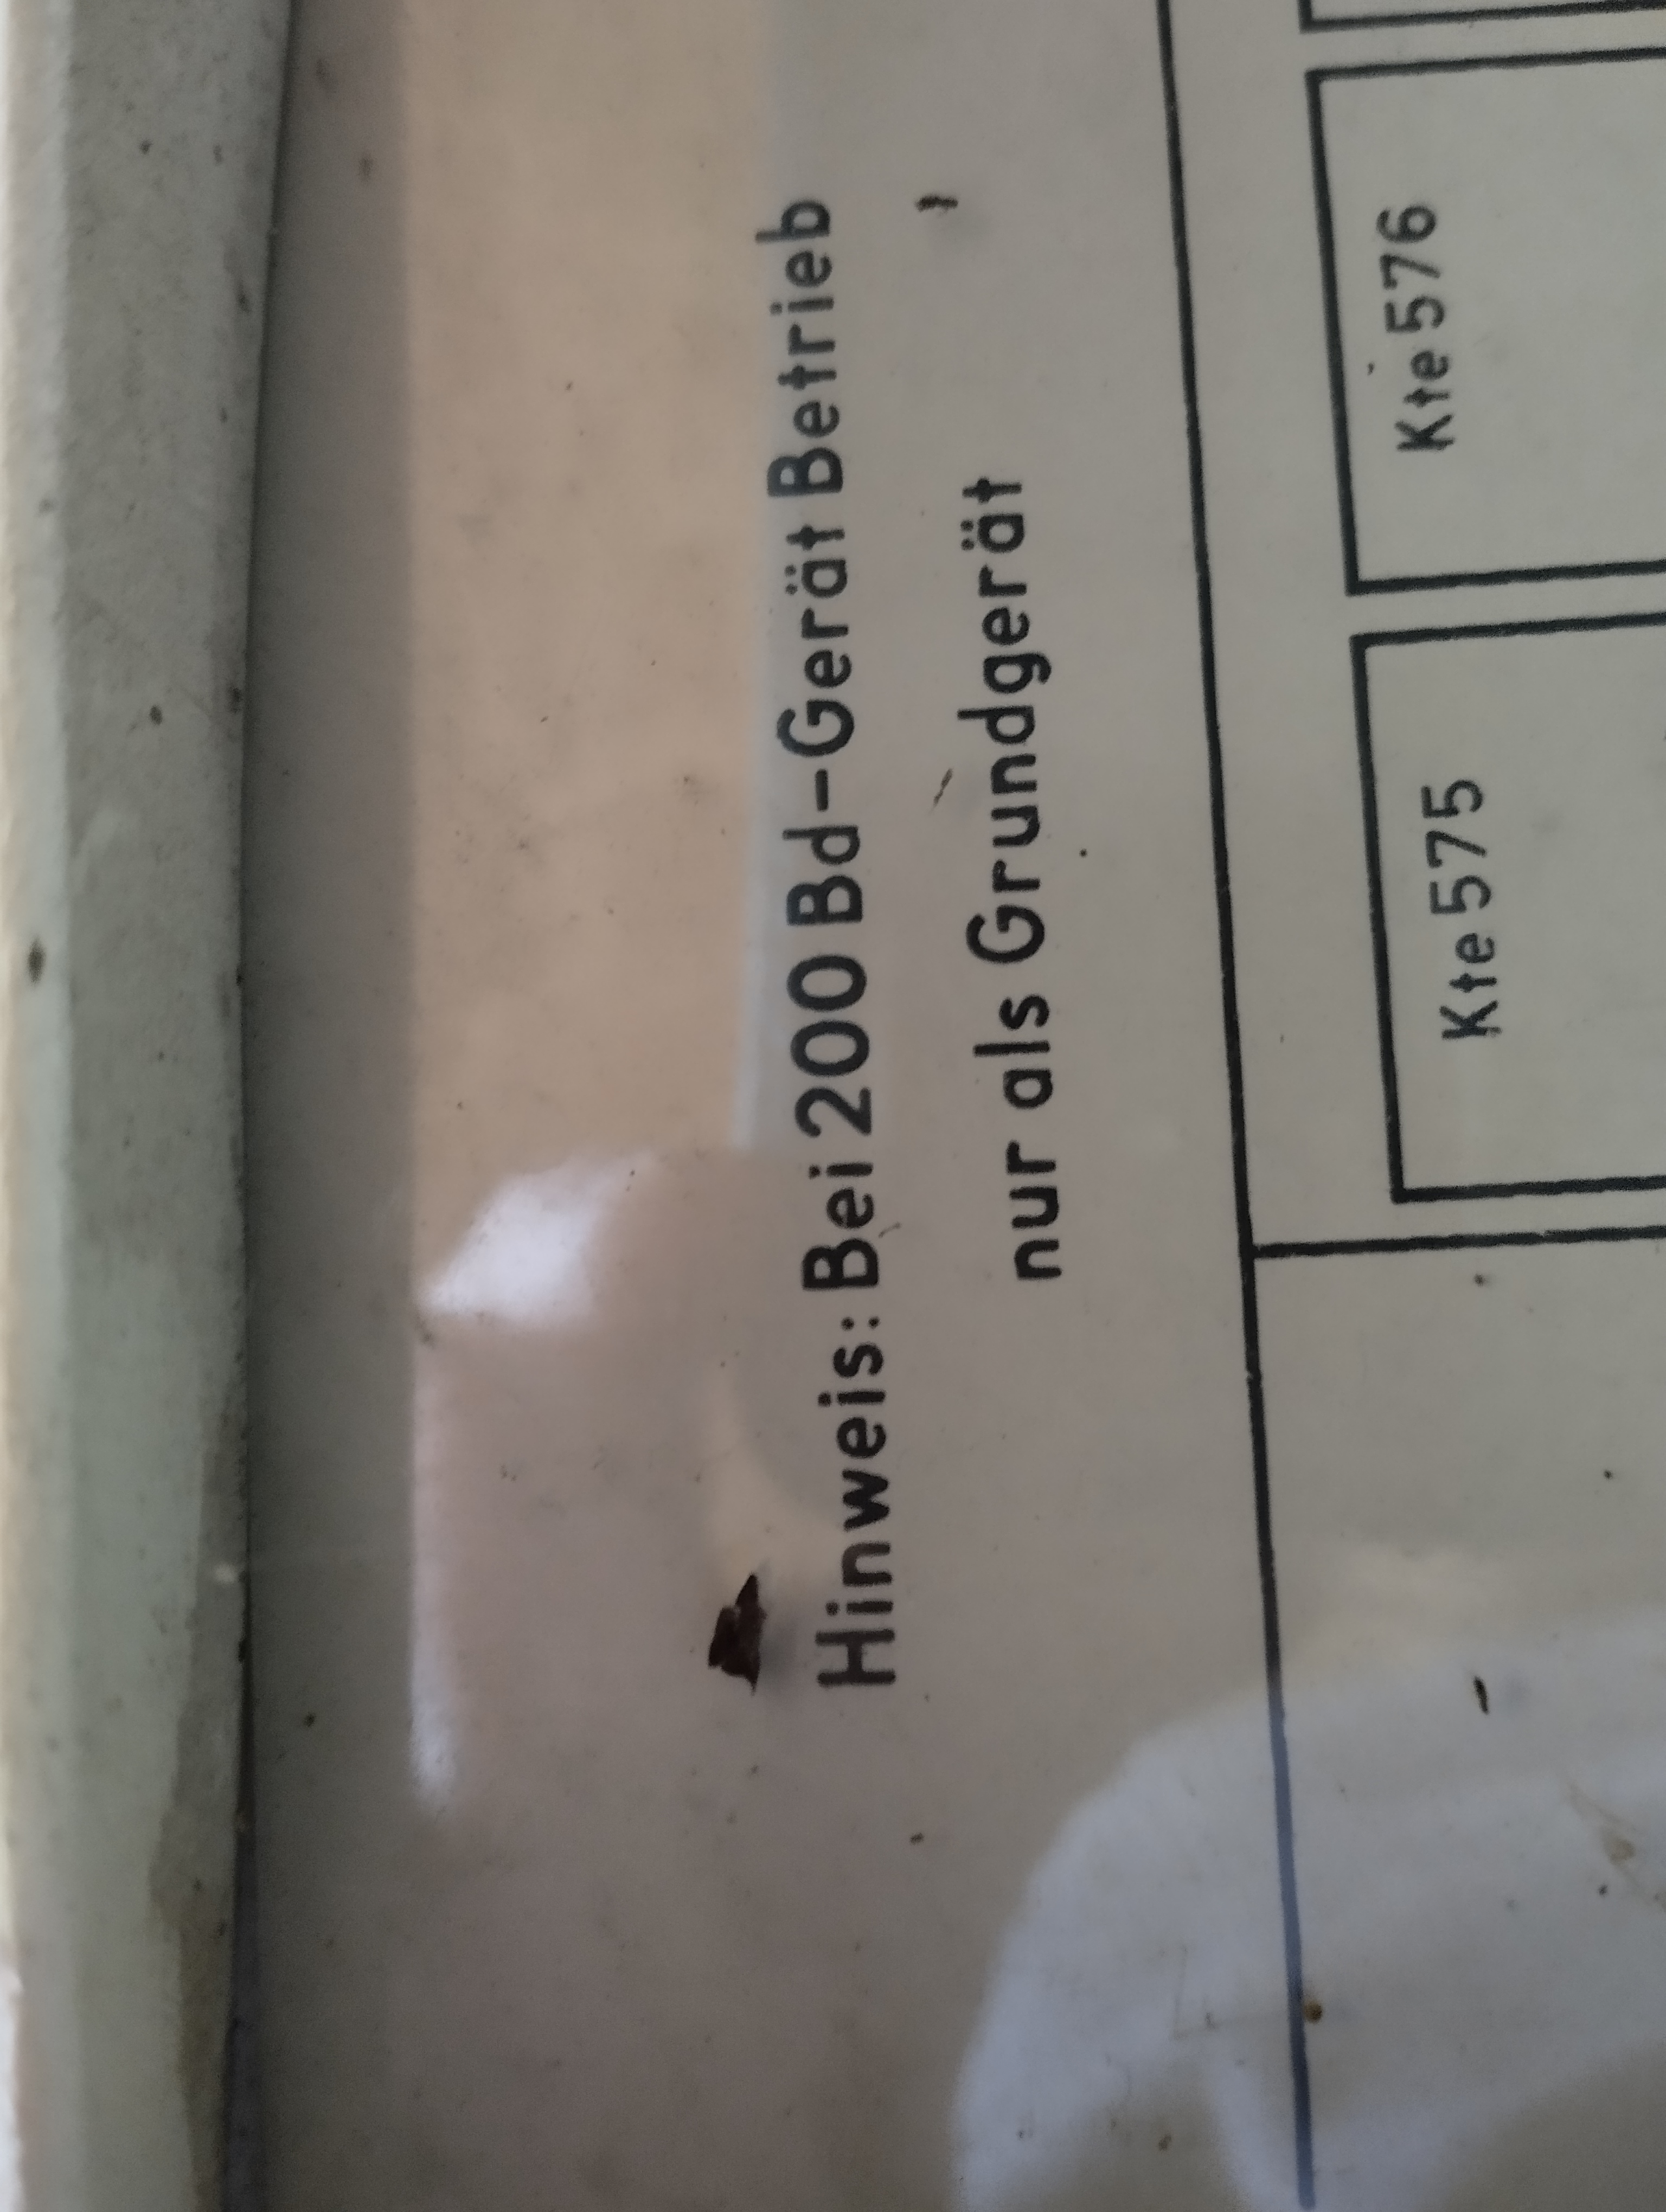 Hinweis: Bei 200 Bd-Gerät Betrieb
nur als Grundgerät
Kte 575
Kte 576